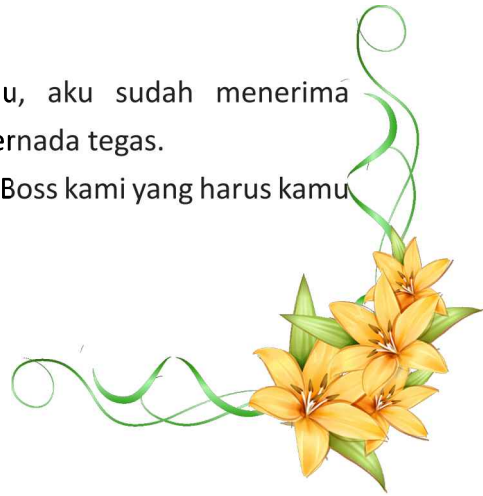 u, aku sudah menerima
ernada tegas.
Boss kami yang harus kamu